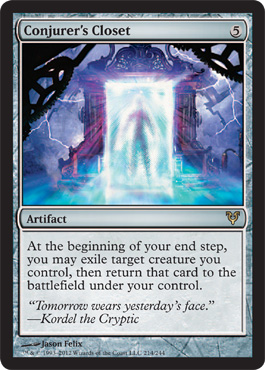 Conjurer's Closet 5
Artifact
At the beginning of your end step,
you may exile target creature you
control, then return that card to the
battlefield under your control.
"Tomorrow wears yesterday's face."
—Kordel the Cryptic
Jason Felix
™ & © 1993–2012 Wizards of the Coast LLC 214/244